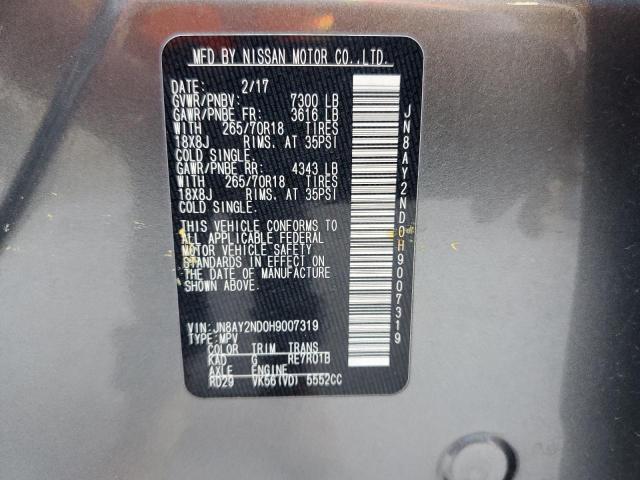 MFD BY NISSAN MOTOR CO.,LTD.
DATE: 2/17
GVWR/PNBV: 7300 LB
GAWR/PNBE FR: 3616 LB
WITH 265/70R18 TIRES
18X8J RIMS. AT 35PSI
COLD SINGLE.
GAWR/PNBE RR: 4343 LB
WITH 265/70R18 TIRES
18X8J RIMS. AT 35PSI
COLD SINGLE.
THIS VEHICLE CONFORMS TO
ALL APPLICABLE FEDERAL
MOTOR VEHICLE SAFETY
STANDARDS IN EFFECT ON
THE DATE OF MANUFACTURE
SHOWN ABOVE.
VIN: JN8AY2ND0H9007319
TYPE: MPV
COLOR TRIM TRANS
KAD G RE7R01B
AXLE ENGINE
RD29 VK56(VD) 5552CC
JN8AY2ND0H9007319